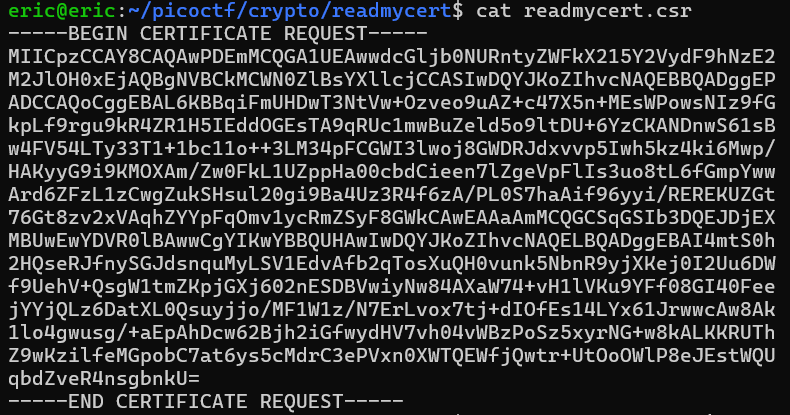 eric@eric:~/picoctf/crypto/readmycert$ cat readmycert.csr
-----BEGIN CERTIFICATE REQUEST-----
MIICpzCCAY8CAQAwPDEmMCQGA1UEAwwdcGljb0NURntyZWFkX215Y2VydF9hNzE2
M2JlOH0xEjAQBgNVBCkMCWN0ZlBsYXllcjCCASIwDQYJKoZIhvcNAQEBBQADggEP
ADCCAQoCggEBAL6KBBqiFmUHDwT3NtVw+Ozveo9uAZ+c47X5n+MEsWPowsNIz9fG
kpLf9rgu9kR4ZR1H5IEddOGEsTA9qRUc1mwBuZeld5o9ltDU+6YzCKANDnwS61sB
w4FV54LTy33T1+1bc11o++3LM34pFCGWI3lwoj8GWDRJdxvvp5Iwh5kz4ki6Mwp/
HAKyyG9i9KMOXAm/Zw0FkL1UZppHa00cbdCieen7lZgeVpFlIs3uo8tL6fGmpYww
Ard6ZFzL1zCwgZukSHsul20gi9Ba4Uz3R4f6zA/PL0S7haAif96yyi/REREKUZGt
76Gt8zv2xVAqhZYYpFqOmv1ycRmZSyF8GWkCAwEAAaAmMCQGCSqGSIb3DQEJDjEX
MBUwEwYDVR0lBAwwCgYIKwYBBQUHAwIwDQYJKoZIhvcNAQELBQADggEBAI4mtS0h
2HQseRJfnySGJdsnquMyLSV1EdvAfb2qTosXuQH0vunk5NbnR9yjXKej0I2Uu6DW
f9UehV+QsgW1tmZKpjGXj602nESDBVwiyNw84AXaW74+vH1lVKu9YFf08GI40Fee
jYYjQLz6DatXL0Qsuyjjo/MF1W1z/N7ErLvox7tj+dIOfEs14LYx61JrwwcAw8Ak
1lo4gwusg/+aEpAhDcw62Bjh2iGfwydHV7vh04vWBzPoSz5xyrNG+w8kALKKRUTh
Z9wKzilfeMGpobC7at6ys5cMdrC3ePVxn0XWTQEWfjQwtr+UtOoOWlP8eJEstWQU
qbdZveR4nsgbnkU=
-----END CERTIFICATE REQUEST-----